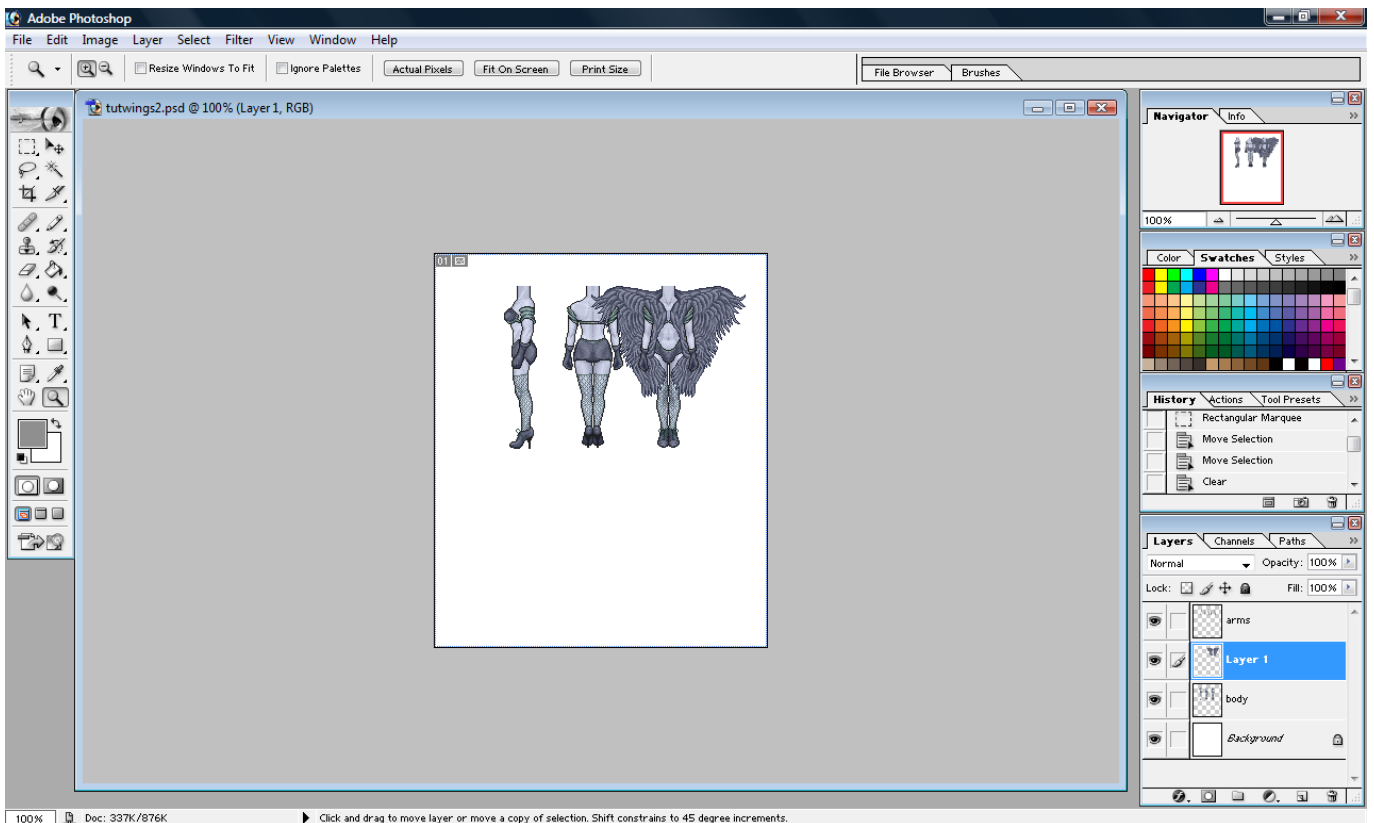 Adobe Photoshop
File Edit Image Layer Select Filter View Window Help
Resize Windows To Fit Ignore Palettes Actual Pixels Fit On Screen Print Size File Browser Brushes
tutwings2.psd @ 100% (Layer 1, RGB)
Navigator Info
100%
Color Swatches Styles
01
History Actions Tool Presets
Rectangular Marquee
Move Selection
Move Selection
Clear
Layers Channels Paths
Normal Opacity: 100%
Lock: Fill: 100%
arms
Layer 1
body
Background
100% Doc: 337K/876K Click and drag to move layer or move a copy of selection. Shift constrains to 45 degree increments.